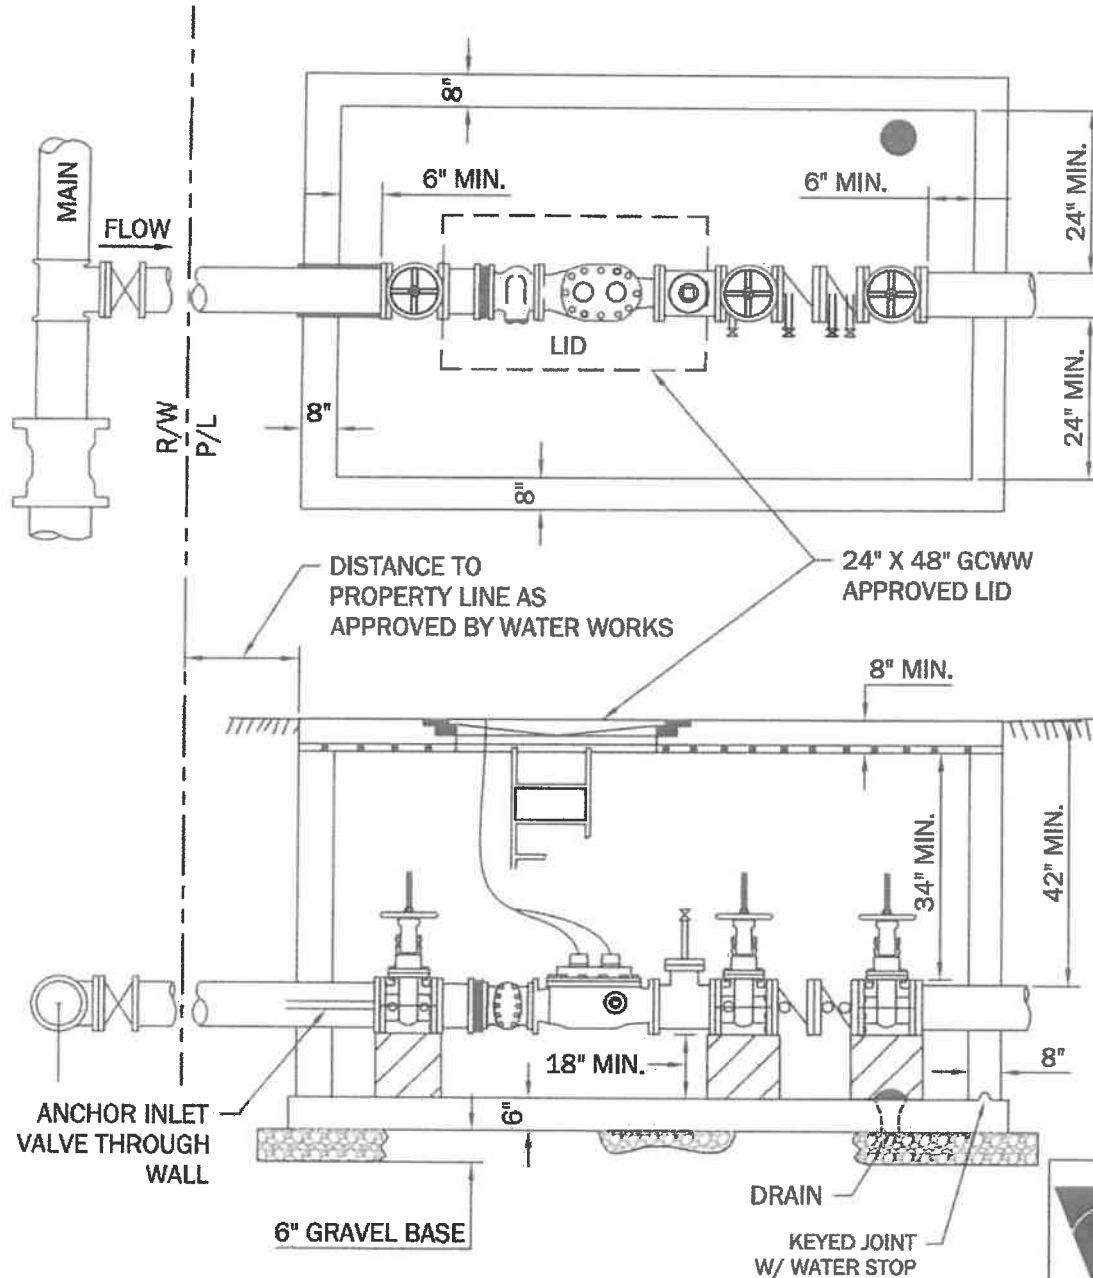 8"
6" MIN.
6" MIN.
24" MIN.
MAIN
FLOW
LID
24" MIN.
8"
R/W
P/L
8"
DISTANCE TO
PROPERTY LINE AS
APPROVED BY WATER WORKS
24" X 48" GCWW
APPROVED LID
8" MIN.
34" MIN.
42" MIN.
18" MIN.
8"
6"
ANCHOR INLET
VALVE THROUGH
WALL
6" GRAVEL BASE
DRAIN
KEYED JOINT
W/ WATER STOP